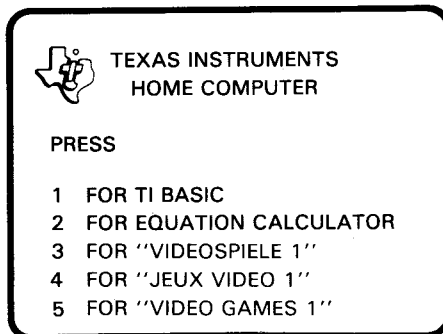 TEXAS INSTRUMENTS
HOME COMPUTER
PRESS
1 FOR TI BASIC
2 FOR EQUATION CALCULATOR
3 FOR ''VIDEOSPIELE 1''
4 FOR ''JEUX VIDEO 1''
5 FOR ''VIDEO GAMES 1''